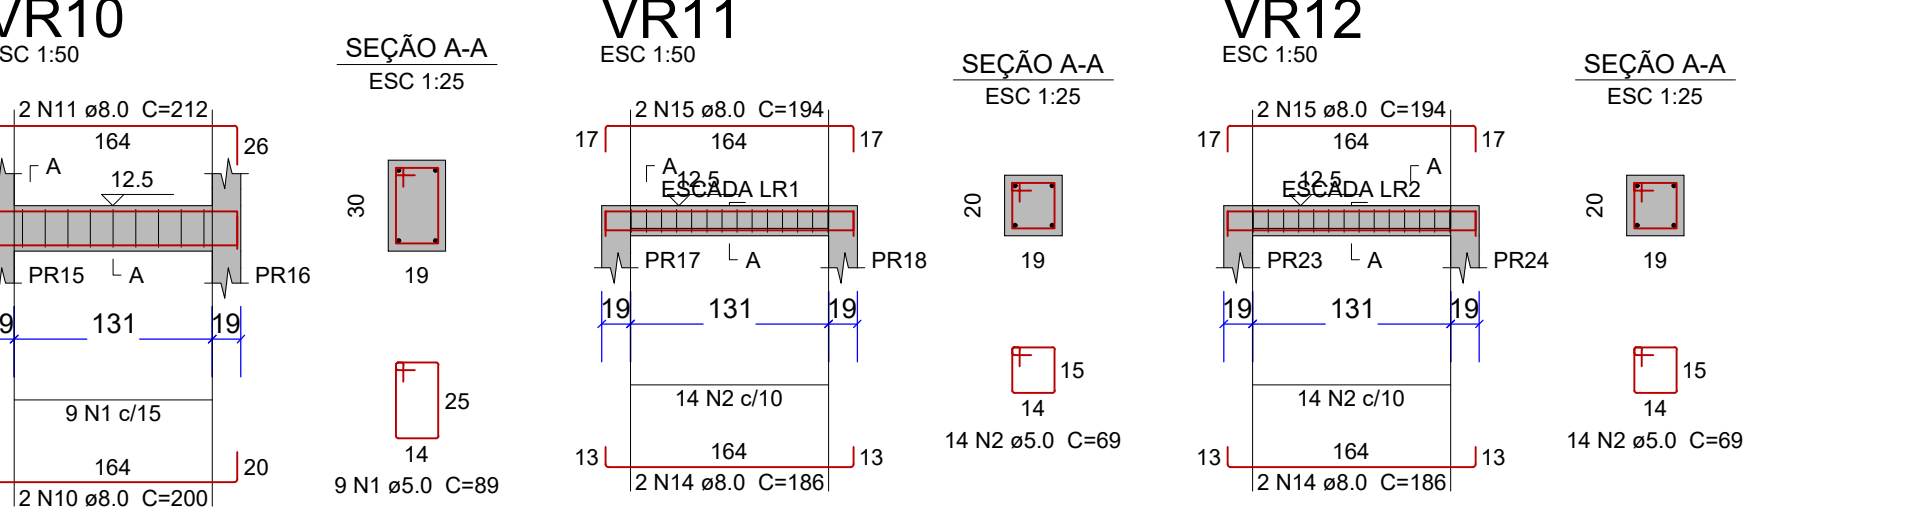 VR10
SC 1:50
SEÇÃO A-A
ESC 1:25
2 N11 ø8.0 C=212
164
26
A
12.5
PR15
A
PR16
30
19
9
131
19
9 N1 c/15
25
14
9 N1 ø5.0 C=89
164
20
2 N10 ø8.0 C=200
VR11
ESC 1:50
SEÇÃO A-A
ESC 1:25
2 N15 ø8.0 C=194
17
164
17
A
12.5
ESCADA LR1
PR17
A
PR18
20
19
19
131
19
14 N2 c/10
15
14
14 N2 ø5.0 C=69
13
164
13
2 N14 ø8.0 C=186
VR12
ESC 1:50
SEÇÃO A-A
ESC 1:25
2 N15 ø8.0 C=194
17
164
17
A
12.5
ESCADA LR2
PR23
A
PR24
20
19
19
131
19
14 N2 c/10
15
14
14 N2 ø5.0 C=69
13
164
13
2 N14 ø8.0 C=186